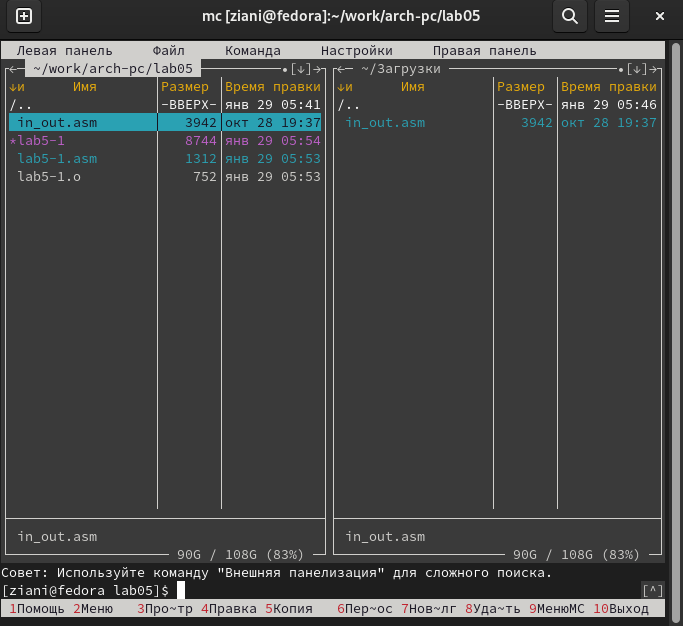 mc [ziani@fedora]:~/work/arch-pc/lab05
Левая панель Файл Команда Настройки Правая панель
~/work/arch-pc/lab05 [↓] ~/Загрузки [↓]
↓и Имя Размер Время правки ↓и Имя Размер Время правки
/.. -ВВЕРХ- янв 29 05:41 /.. -ВВЕРХ- янв 29 05:46
in_out.asm 3942 окт 28 19:37 in_out.asm 3942 окт 28 19:37
*lab5-1 8744 янв 29 05:54
lab5-1.asm 1312 янв 29 05:53
lab5-1.o 752 янв 29 05:53
in_out.asm in_out.asm
90G / 108G (83%) 90G / 108G (83%)
Совет: Используйте команду "Внешняя панелизация" для сложного поиска.
[ziani@fedora lab05]$ [^]
1Помощь 2Меню 3Про~тр 4Правка 5Копия 6Пер~ос 7Нов~лг 8Уда~ть 9МенюМС 10Выход